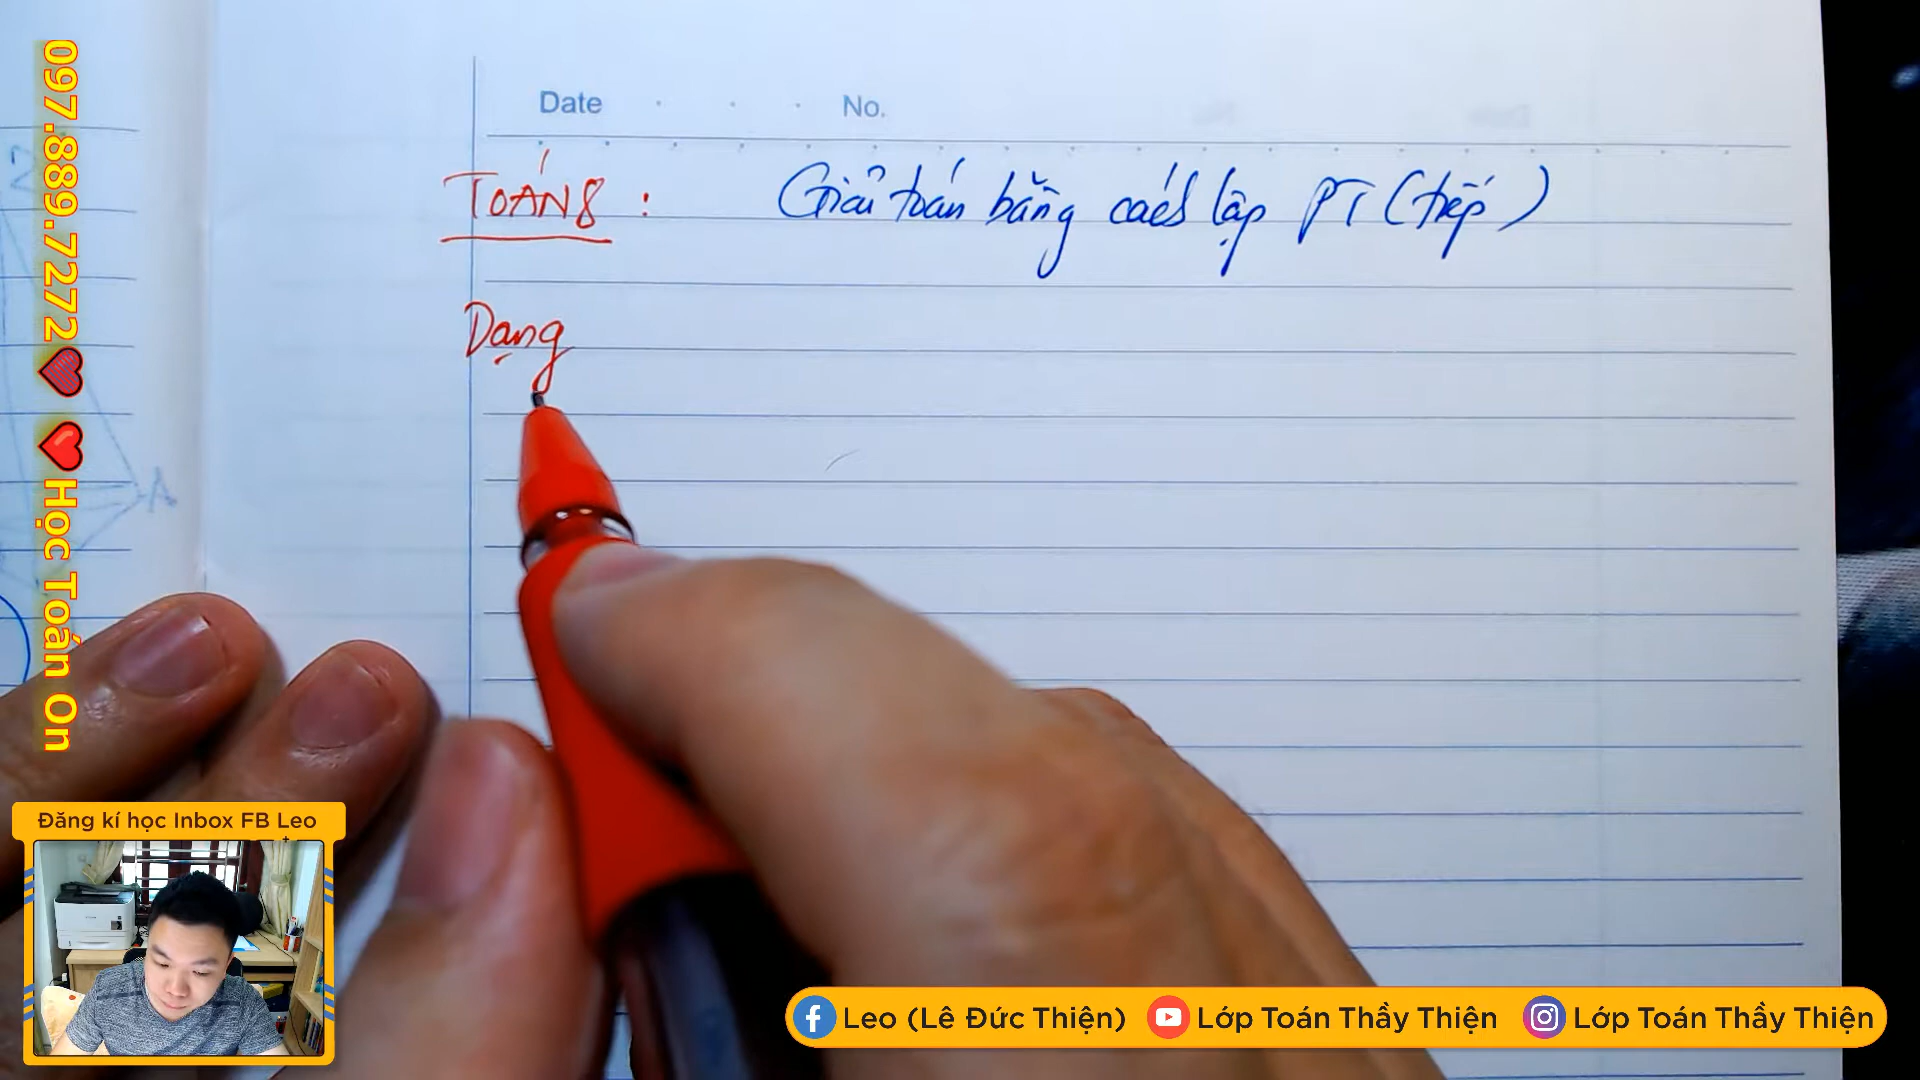 Date No.
TOÁN 8 : Giải toán bằng cách lập PT (tiếp)
Dạng
A
097.889.7272 ❤ Học Toán On
Đăng kí học Inbox FB Leo
Leo (Lê Đức Thiện) Lớp Toán Thầy Thiện Lớp Toán Thầy Thiện